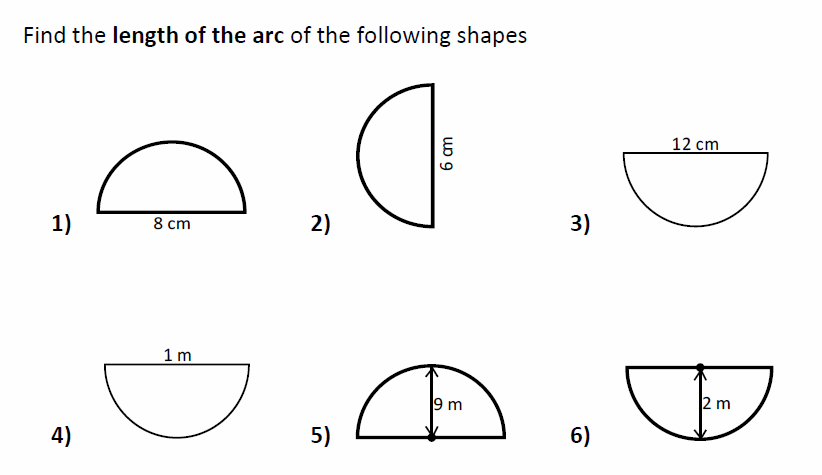 Find the length of the arc of the following shapes
1)
8 cm
2)
6 cm
3)
12 cm
4)
1 m
5)
9 m
6)
2 m